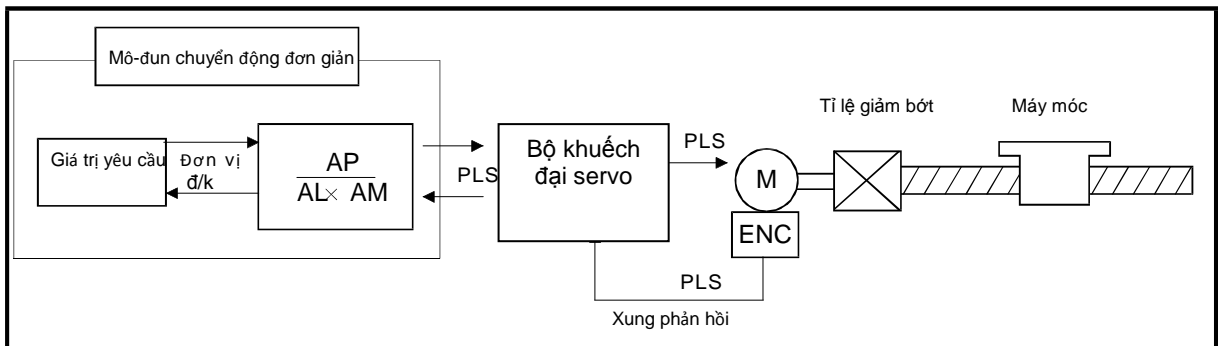 Mô-đun chuyển động đơn giản
Tỉ lệ giảm bớt
Máy móc
Giá trị yêu cầu
Đơn vị
đ/k
AP
AL× AM
PLS
Bộ khuếch
đại servo
PLS
M
ENC
PLS
Xung phản hồi